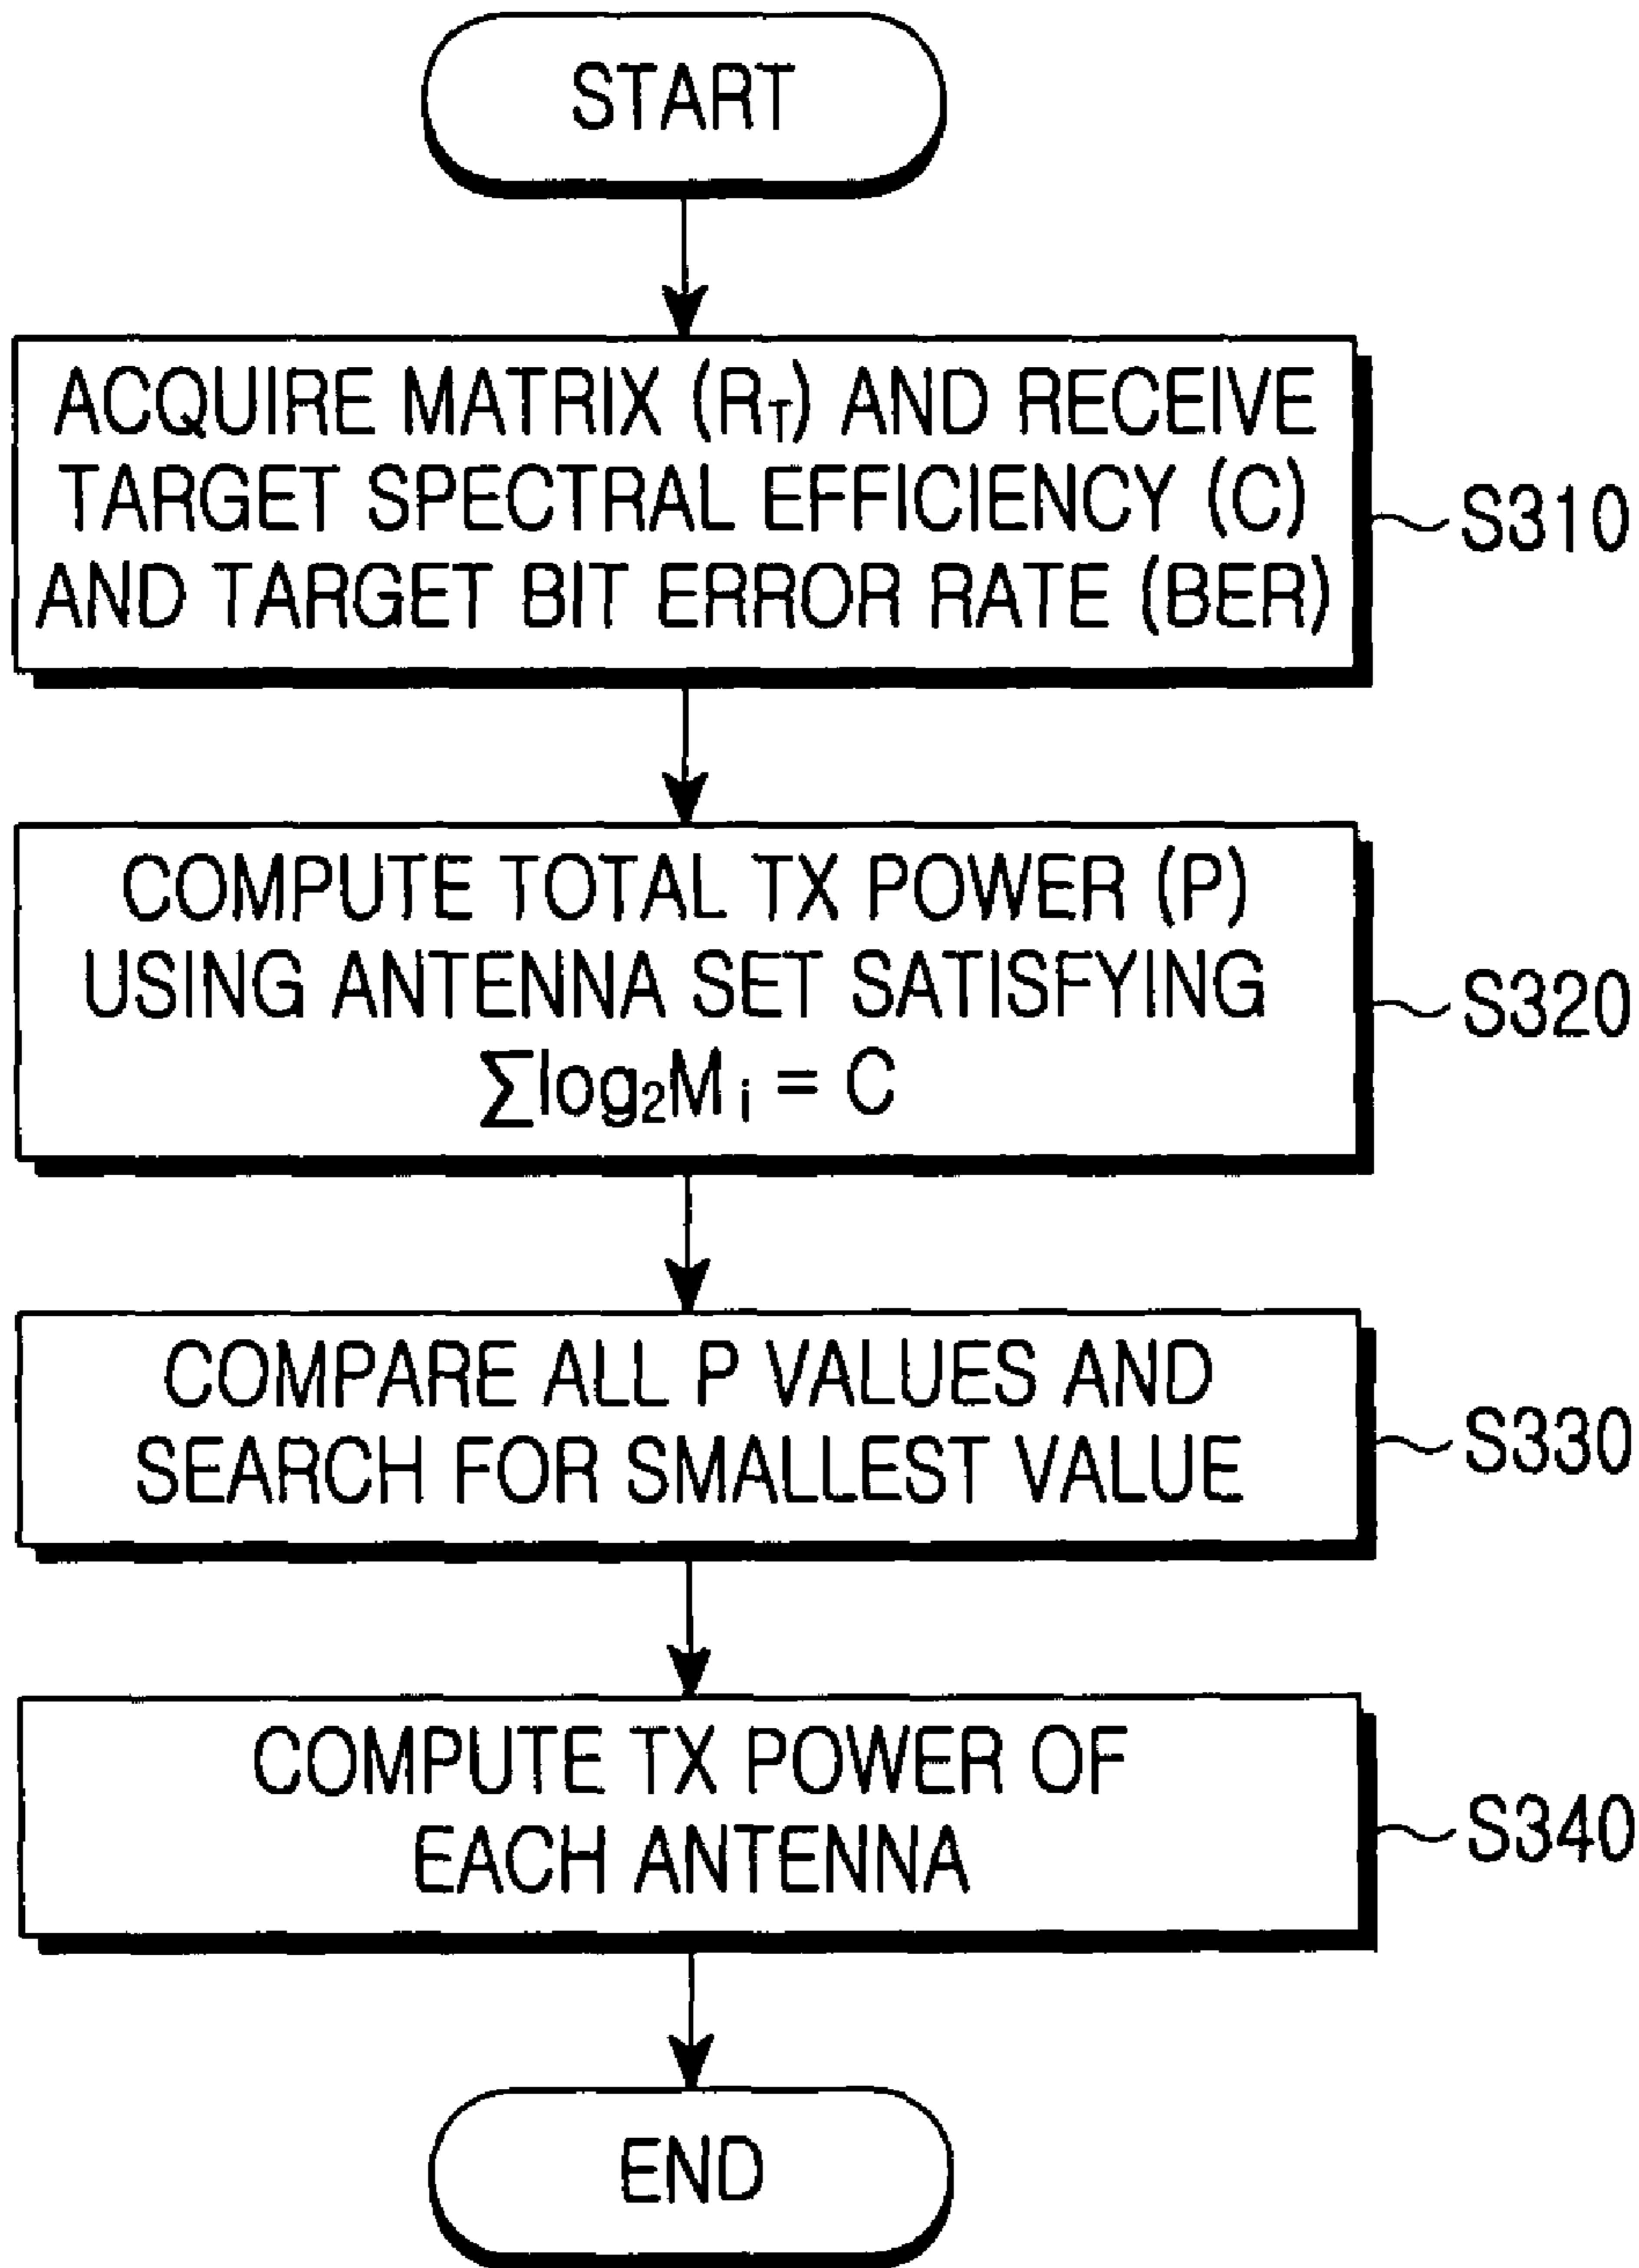 START
ACQUIRE MATRIX (R_T) AND RECEIVE
TARGET SPECTRAL EFFICIENCY (C)
AND TARGET BIT ERROR RATE (BER)
S310
COMPUTE TOTAL TX POWER (P)
USING ANTENNA SET SATISFYING
∑log₂M_i = C
S320
COMPARE ALL P VALUES AND
SEARCH FOR SMALLEST VALUE
S330
COMPUTE TX POWER OF
EACH ANTENNA
S340
END